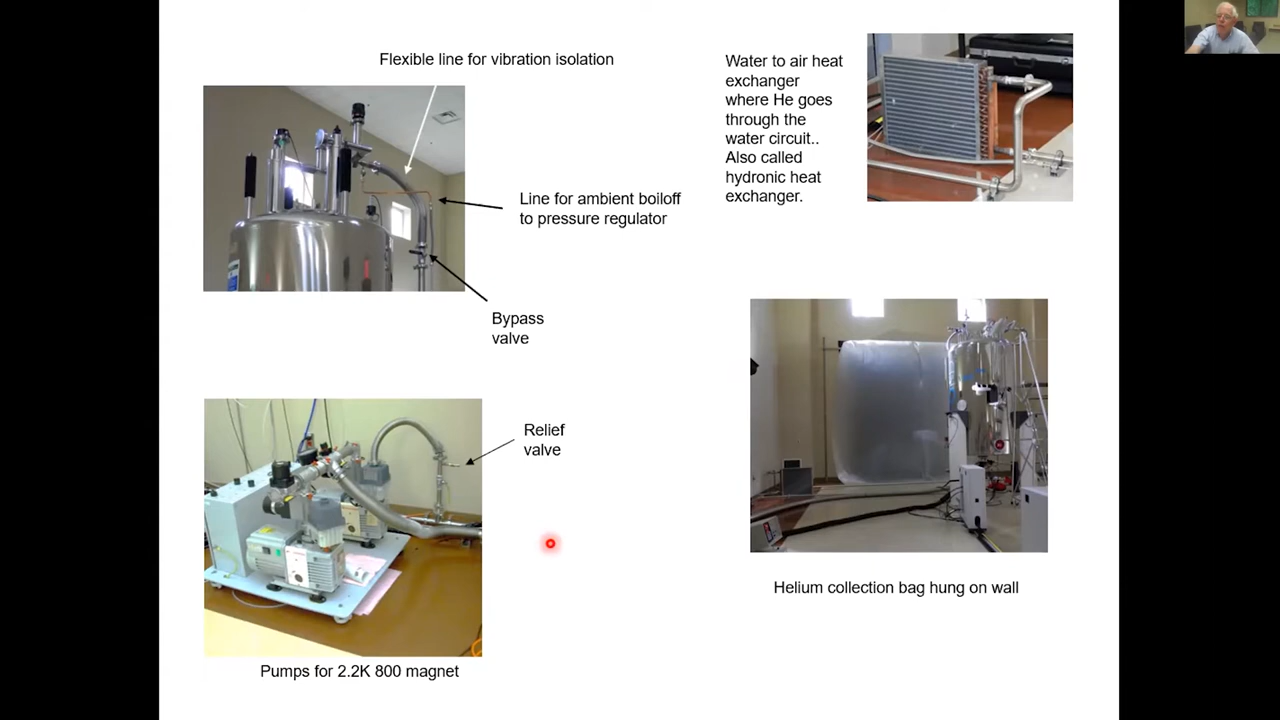 Flexible line for vibration isolation
Line for ambient boiloff
to pressure regulator
Bypass
valve
Relief
valve
Pumps for 2.2K 800 magnet
Water to air heat
exchanger
where He goes
through the
water circuit..
Also called
hydronic heat
exchanger.
Helium collection bag hung on wall